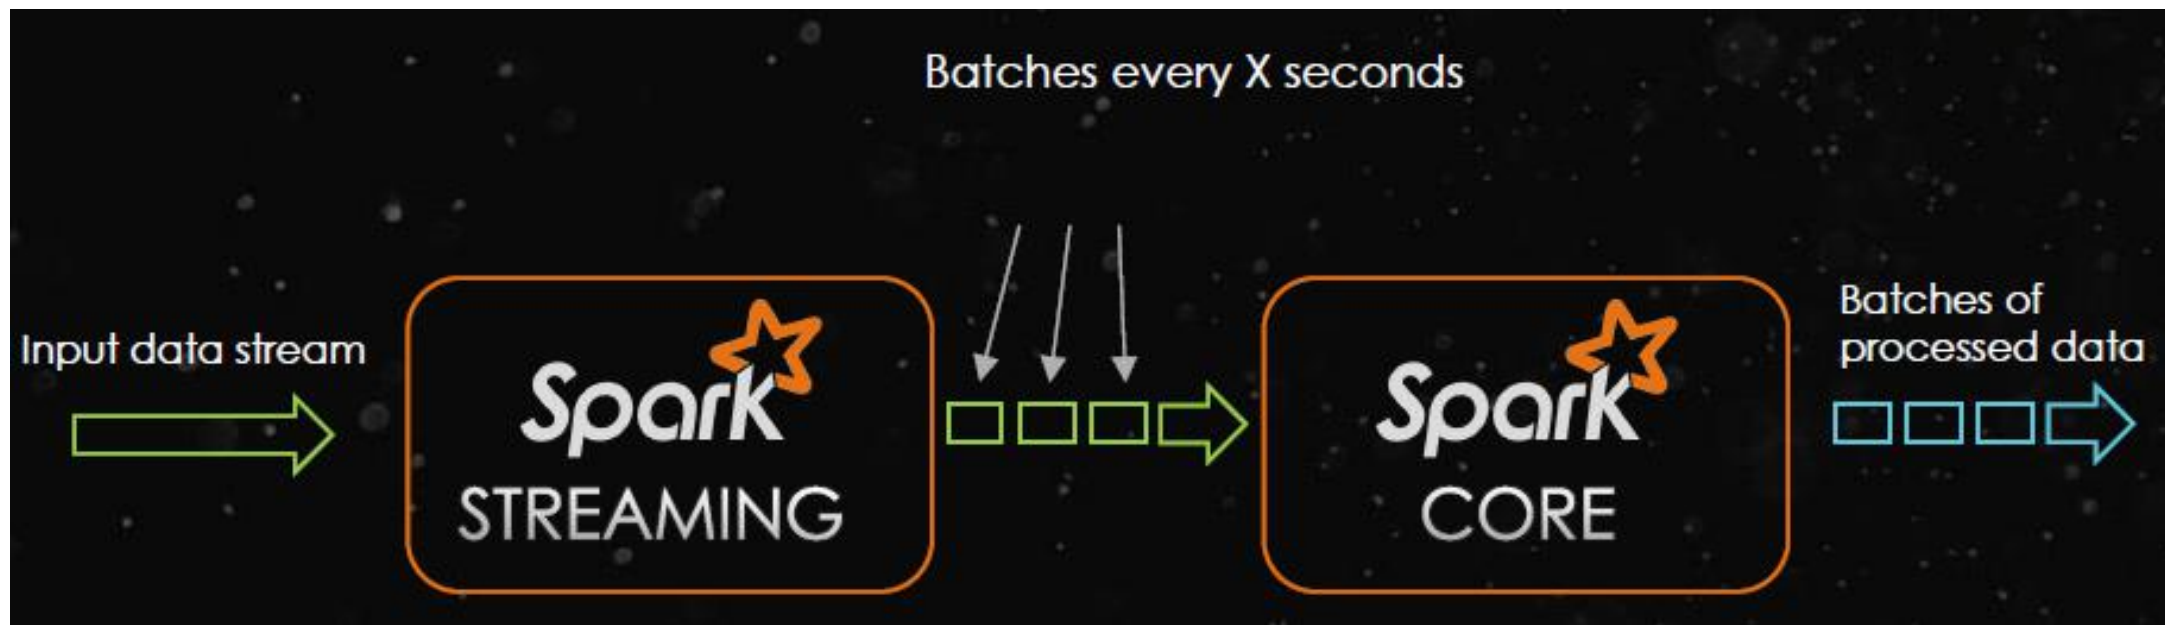 Batches every X seconds
Input data stream
Spark
STREAMING
Spark
CORE
Batches of
processed data